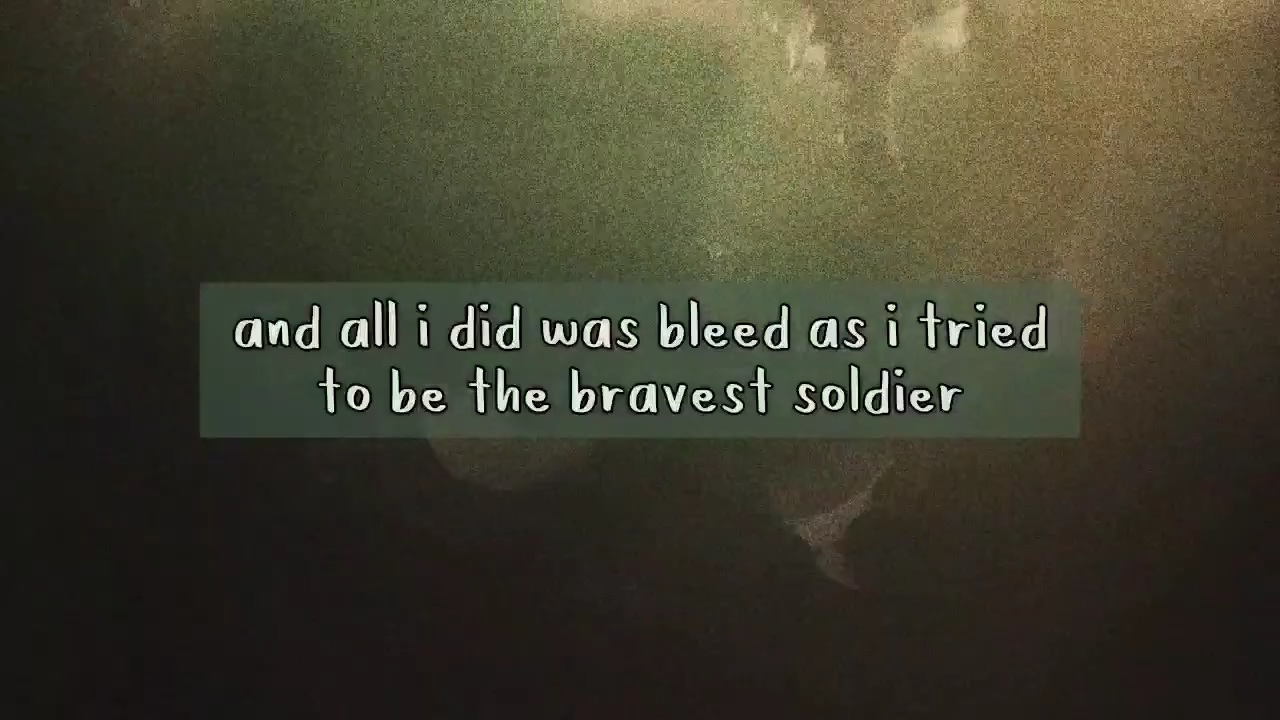 and all i did was bleed as i tried
to be the bravest soldier